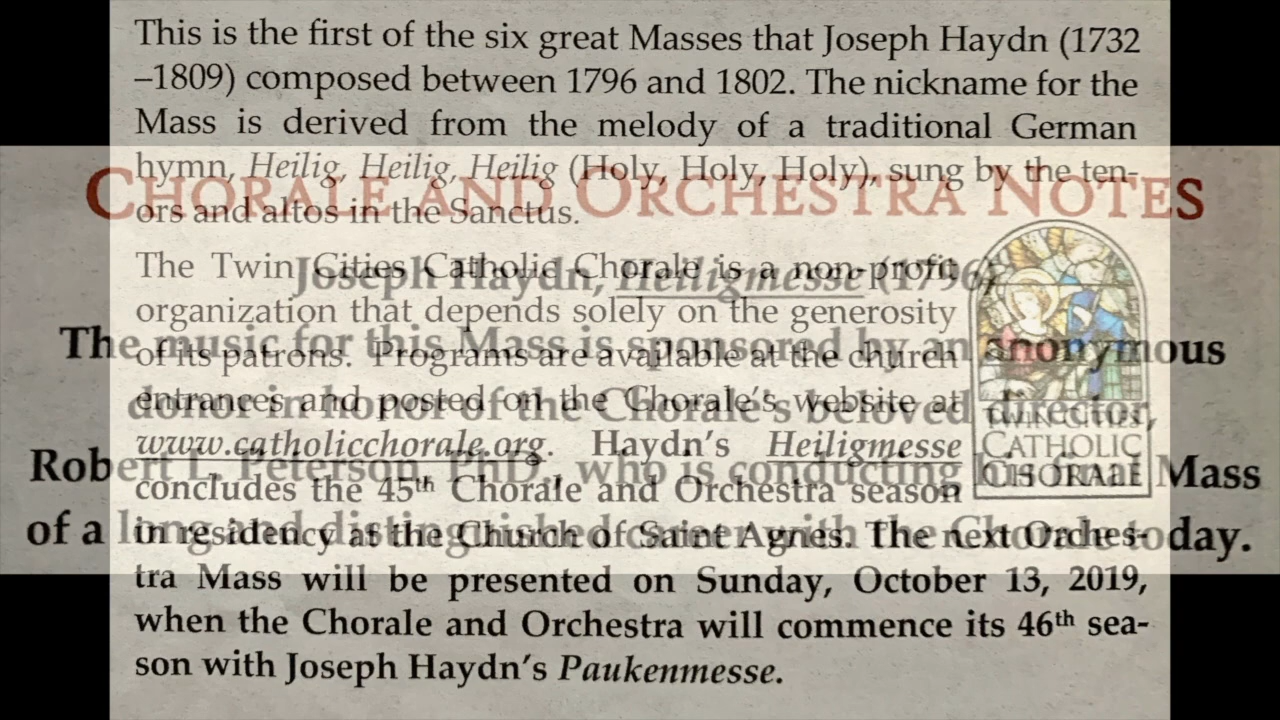 This is the first of the six great Masses that Joseph Haydn (1732
–1809) composed between 1796 and 1802. The nickname for the
Mass is derived from the melody of a traditional German
hymn, Heilig, Heilig, Heilig (Holy, Holy, Holy), sung by the ten-
ors and altos in the Sanctus.
The Twin Cities Catholic Chorale is a non-profit
organization that depends solely on the generosity
of its patrons. Programs are available at the church
entrances and posted on the Chorale's website at
www.catholicchorale.org. Haydn's Heiligmesse
concludes the 45th Chorale and Orchestra season
in residency at the Church of Saint Agnes. The next Orches-
tra Mass will be presented on Sunday, October 13, 2019,
when the Chorale and Orchestra will commence its 46th sea-
son with Joseph Haydn's Paukenmesse.
TWIN CITIES
CATHOLIC
CHORALE
CHORALE AND ORCHESTRA NOTES
Joseph Haydn, Heiligmesse (1796)
The music for this Mass is sponsored by an anonymous
donor in honor of the Chorale's beloved director,
Robert L. Peterson, PhD, who is conducting his final Mass
of a long and distinguished career with the Chorale today.